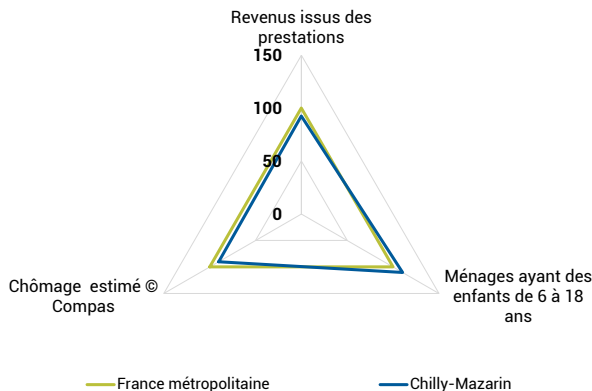 Revenus issus des
prestations
150
100
50
0
Chômage estimé ©
Compas
Ménages ayant des
enfants de 6 à 18
ans
France métropolitaine
Chilly-Mazarin